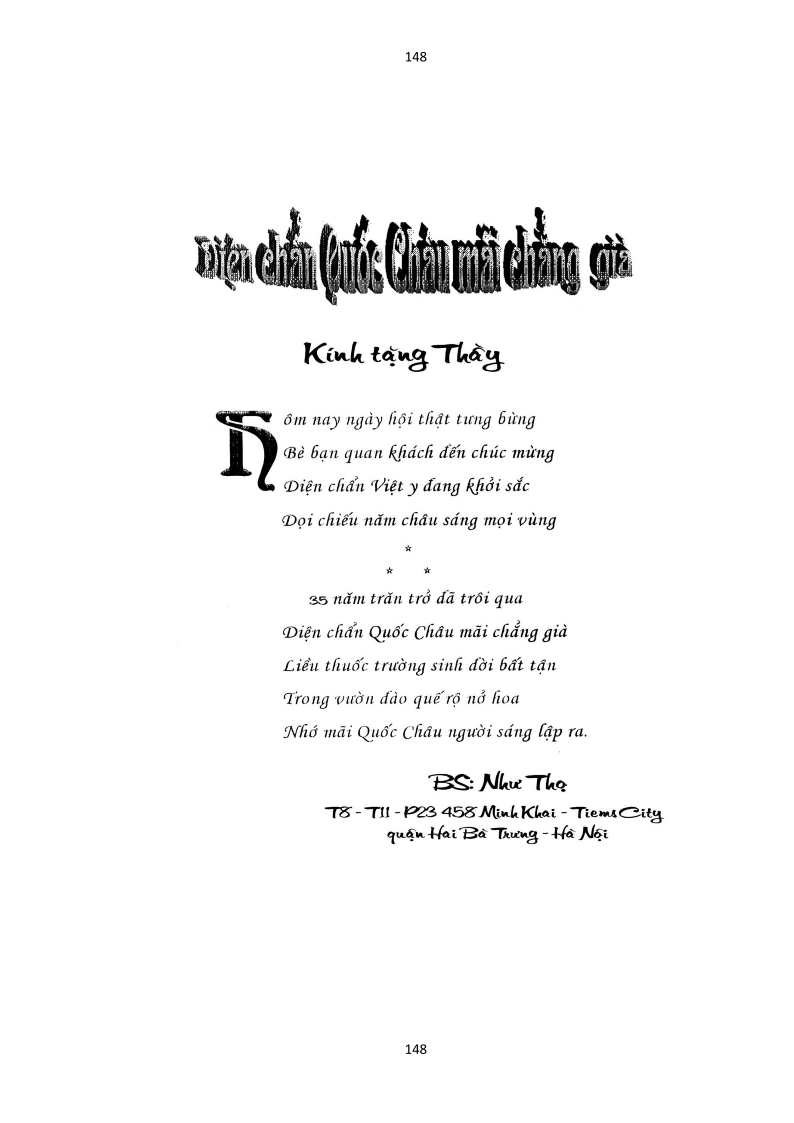 148
Diện chẩn Quốc Châu mãi chẳng già
Kính tặng Thầy
Hôm nay ngày hội thật tưng bừng
Bè bạn quan khách đến chúc mừng
Diện chẩn Việt y đang khởi sắc
Dọi chiếu năm châu sáng mọi vùng
35 năm trăn trở đã trôi qua
Diện chẩn Quốc Châu mãi chẳng già
Liều thuốc trường sinh đời bất tận
Trong vườn đào quế rộ nở hoa
Nhớ mãi Quốc Châu người sáng lập ra.
BS: Như Thọ
T8 - T11 - P23 458 Minh Khai - Tiems City
quận Hai Bà Trưng - Hà Nội
148